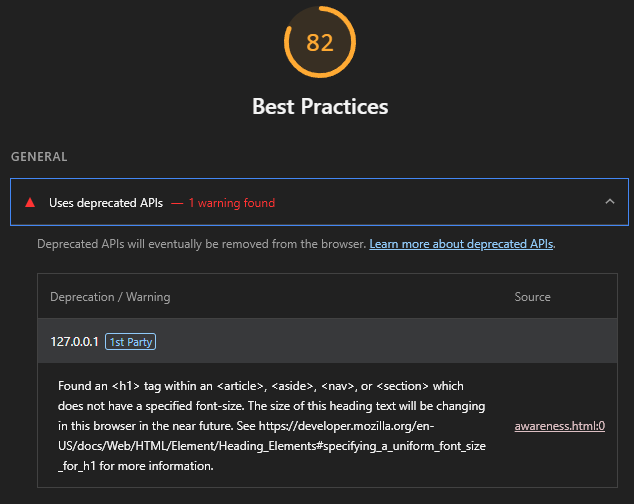 82
Best Practices
GENERAL
Uses deprecated APIs — 1 warning found
Deprecated APIs will eventually be removed from the browser. Learn more about deprecated APIs.
Deprecation / Warning Source
127.0.0.1 1st Party
Found an <h1> tag within an <article>, <aside>, <nav>, or <section> which
does not have a specified font-size. The size of this heading text will be changing
in this browser in the near future. See https://developer.mozilla.org/en-
US/docs/Web/HTML/Element/Heading_Elements#specifying_a_uniform_font_size
_for_h1 for more information.
awareness.html:0